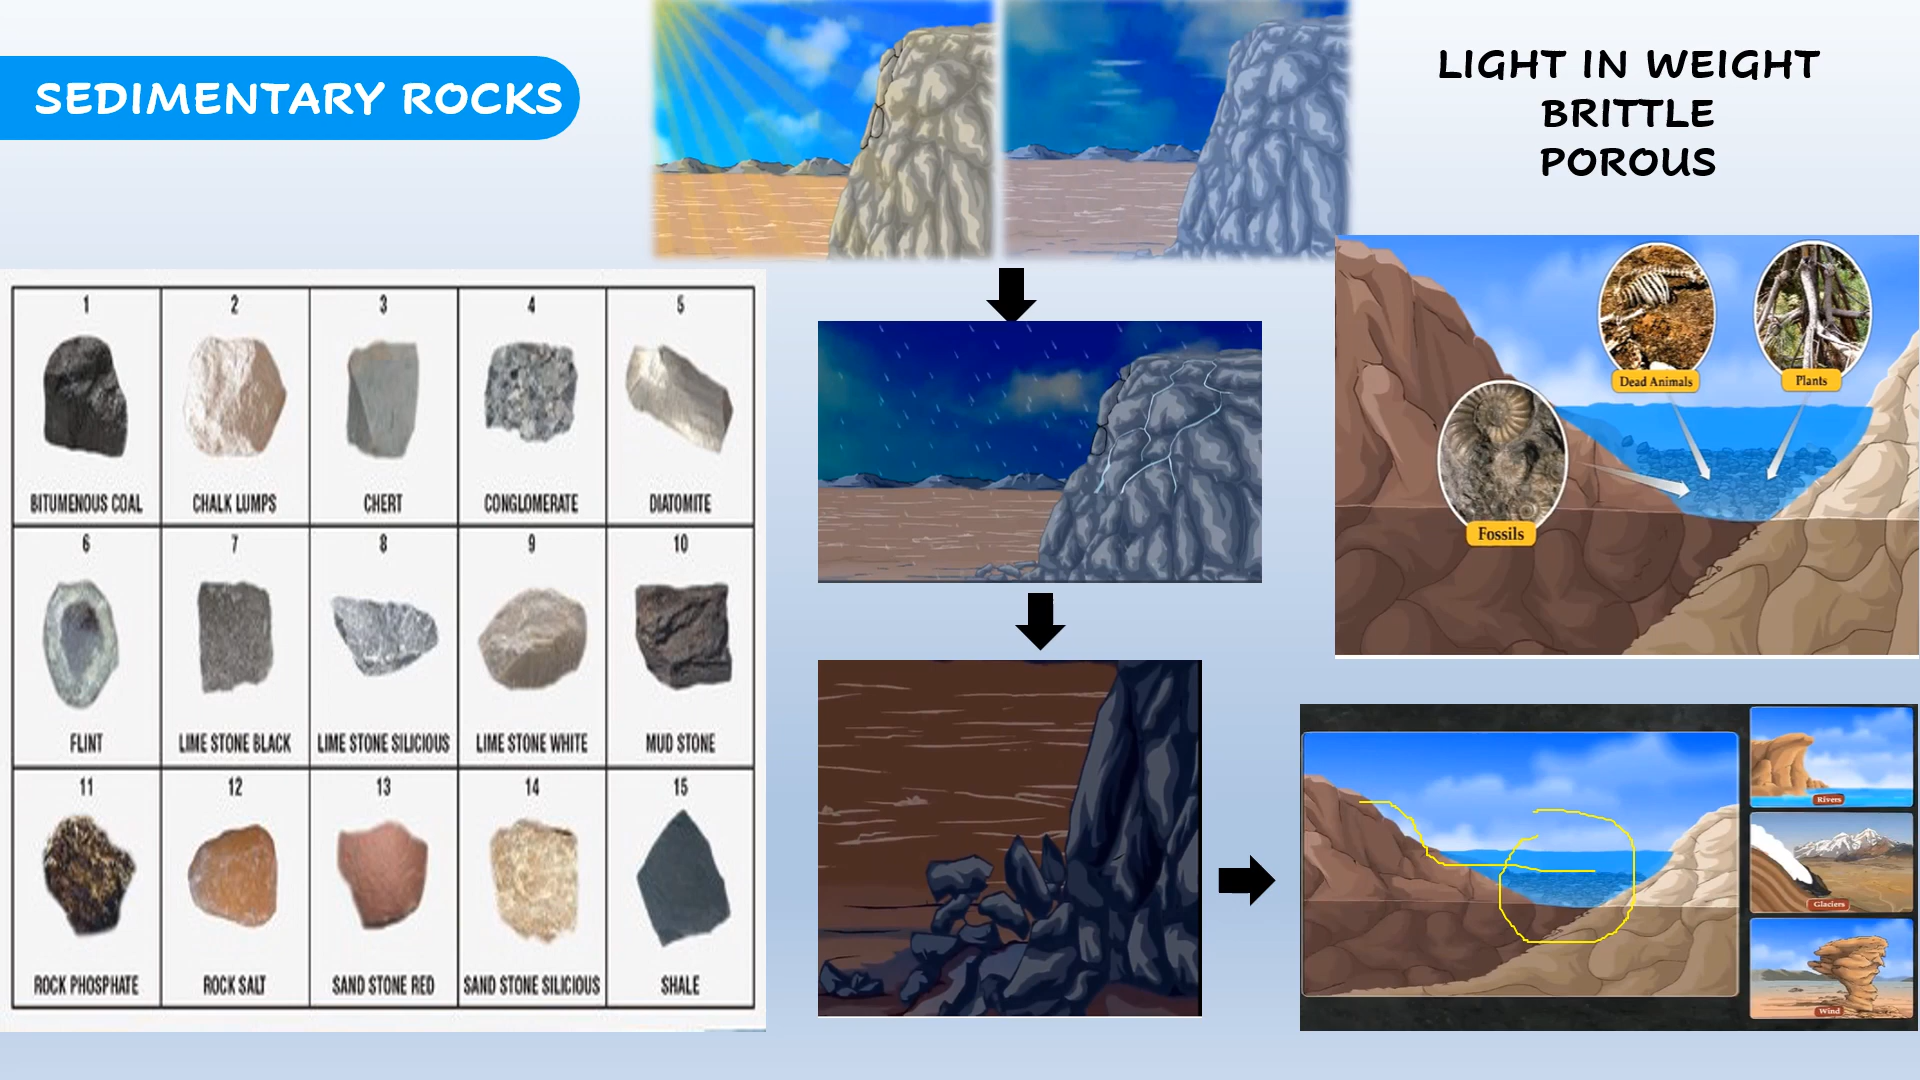 SEDIMENTARY ROCKS
LIGHT IN WEIGHT
BRITTLE
POROUS
1
2
3
4
5
BITUMENOUS COAL
CHALK LUMPS
CHERT
CONGLOMERATE
DIATOMITE
6
7
8
9
10
FLINT
LIME STONE BLACK
LIME STONE SILICIOUS
LIME STONE WHITE
MUD STONE
11
12
13
14
15
ROCK PHOSPHATE
ROCK SALT
SAND STONE RED
SAND STONE SILICIOUS
SHALE
Dead Animals
Plants
Fossils
Rivers
Glaciers
Wind